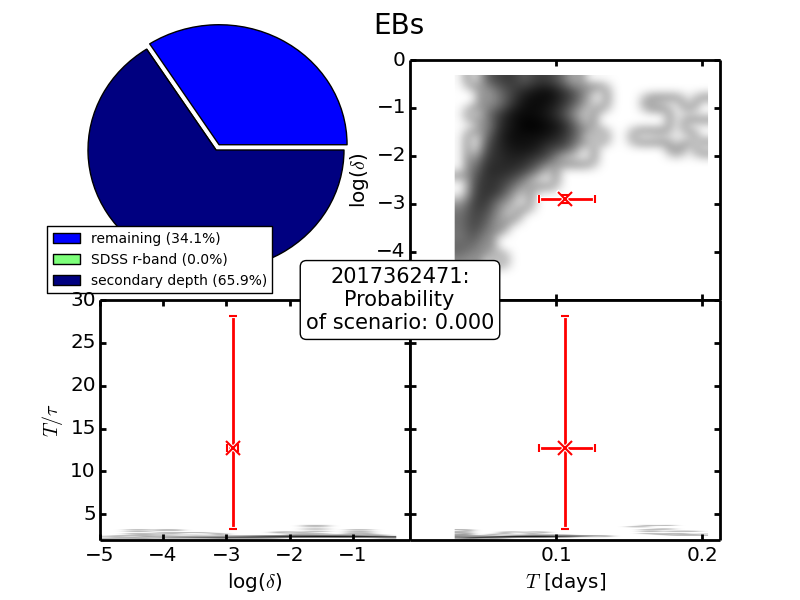 EBs
remaining (34.1%)
SDSS r-band (0.0%)
secondary depth (65.9%)
0
−1
−2
−3
−4
log(δ)
2017362471:
Probability
of scenario: 0.000
30
25
20
15
10
5
T/τ
−5 −4 −3 −2 −1
log(δ)
0.1 0.2
T [days]